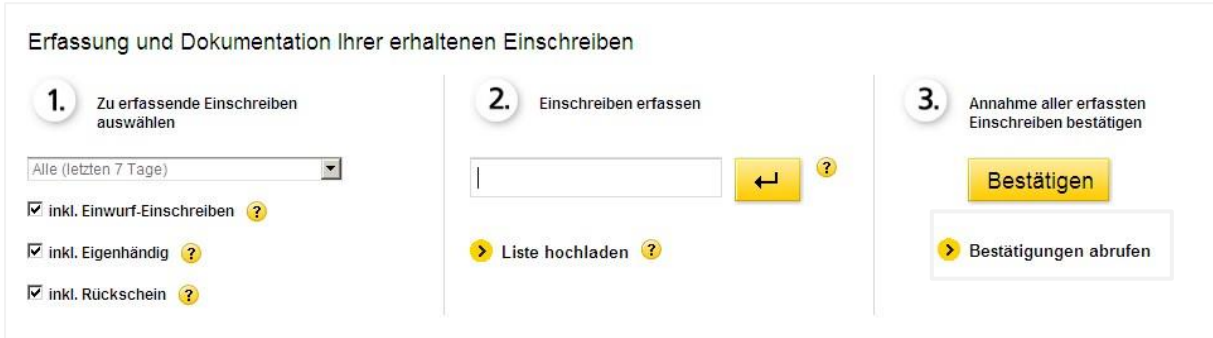 Erfassung und Dokumentation Ihrer erhaltenen Einschreiben
1.
Zu erfassende Einschreiben
auswählen
Alle (letzten 7 Tage)
inkl. Einwurf-Einschreiben ?
inkl. Eigenhändig ?
inkl. Rückschein ?
2.
Einschreiben erfassen
?
Liste hochladen ?
3.
Annahme aller erfassten
Einschreiben bestätigen
Bestätigen
Bestätigungen abrufen